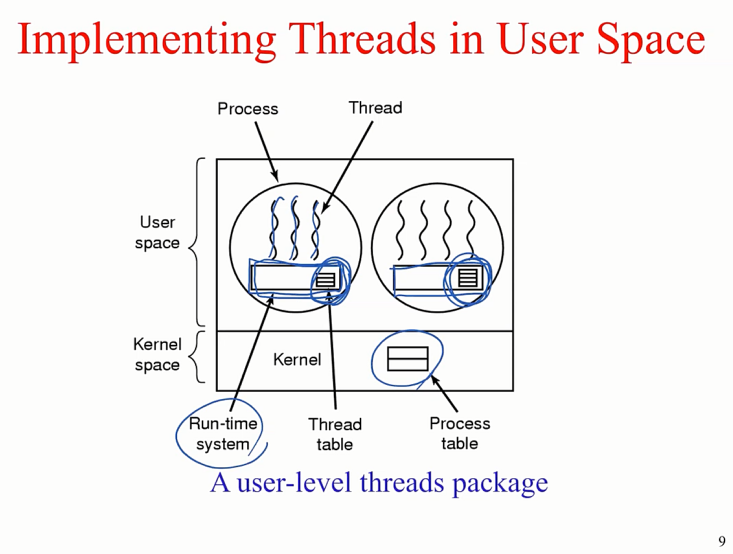 Implementing Threads in User Space
Process
Thread
User
space
Kernel
space
Kernel
Run-time
system
Thread
table
Process
table
A user-level threads package
9